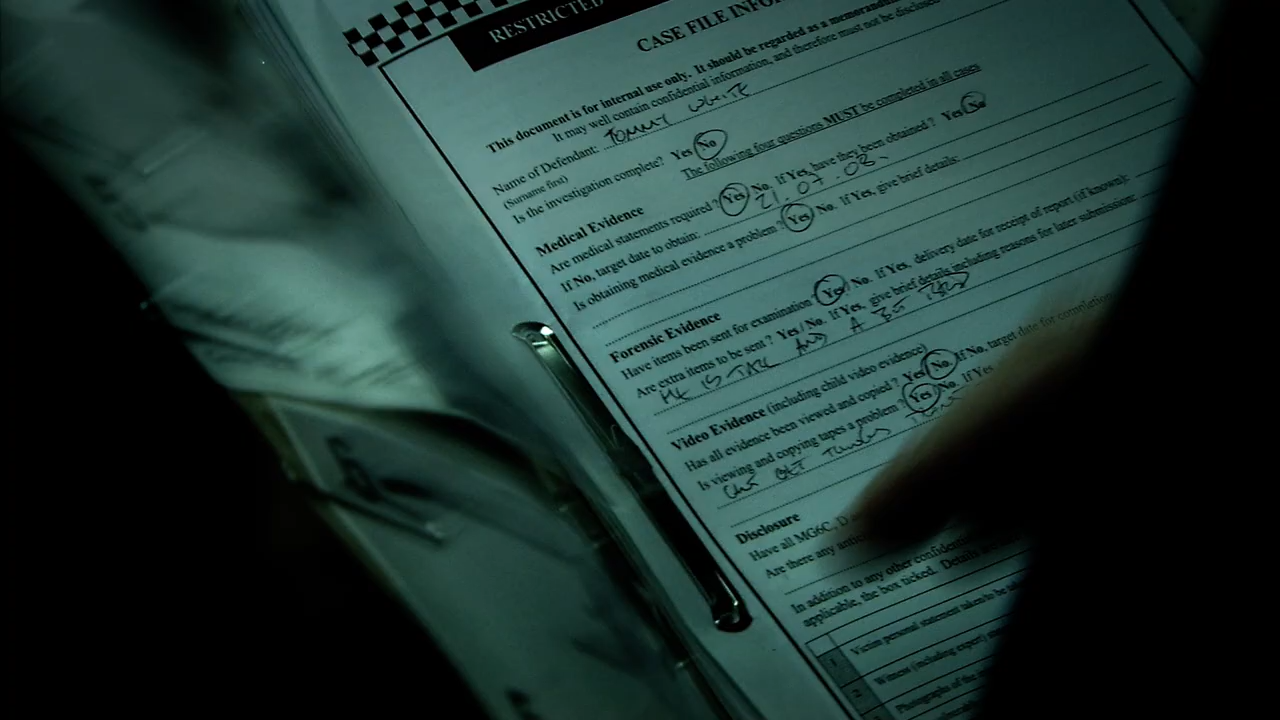 RESTRICTED
CASE FILE
This document is for internal use only. It should be regarded as a
It may well contain confidential information, and therefore must not be
Name of Defendant: TOMMY WHITE
(Surname first)
Is the investigation complete? Yes No
The following four questions MUST be completed in all cases
Medical Evidence
Are medical statements required? Yes No. If Yes, have they been obtained? Yes No
If No, target date to obtain: 21.07.08.
Is obtaining medical evidence a problem? Yes No. If Yes, give brief details:
Forensic Evidence
Have items been sent for examination Yes No. If Yes, delivery date for receipt of report (if known):
Are extra items to be sent? Yes / No. If Yes, give brief details including reasons for later submission:
HE IS TALL AND A BIT
Video Evidence (including child video evidence)
Has all evidence been viewed and copied? Yes No If No, target date for completion
Is viewing and copying tapes a problem? Yes No. If Yes
Disclosure
Have all MG6C,
Are there any
In addition to any other
applicable, the box ticked.
1 Victim personal statement
2 Witness (including expert)
Photographs of the